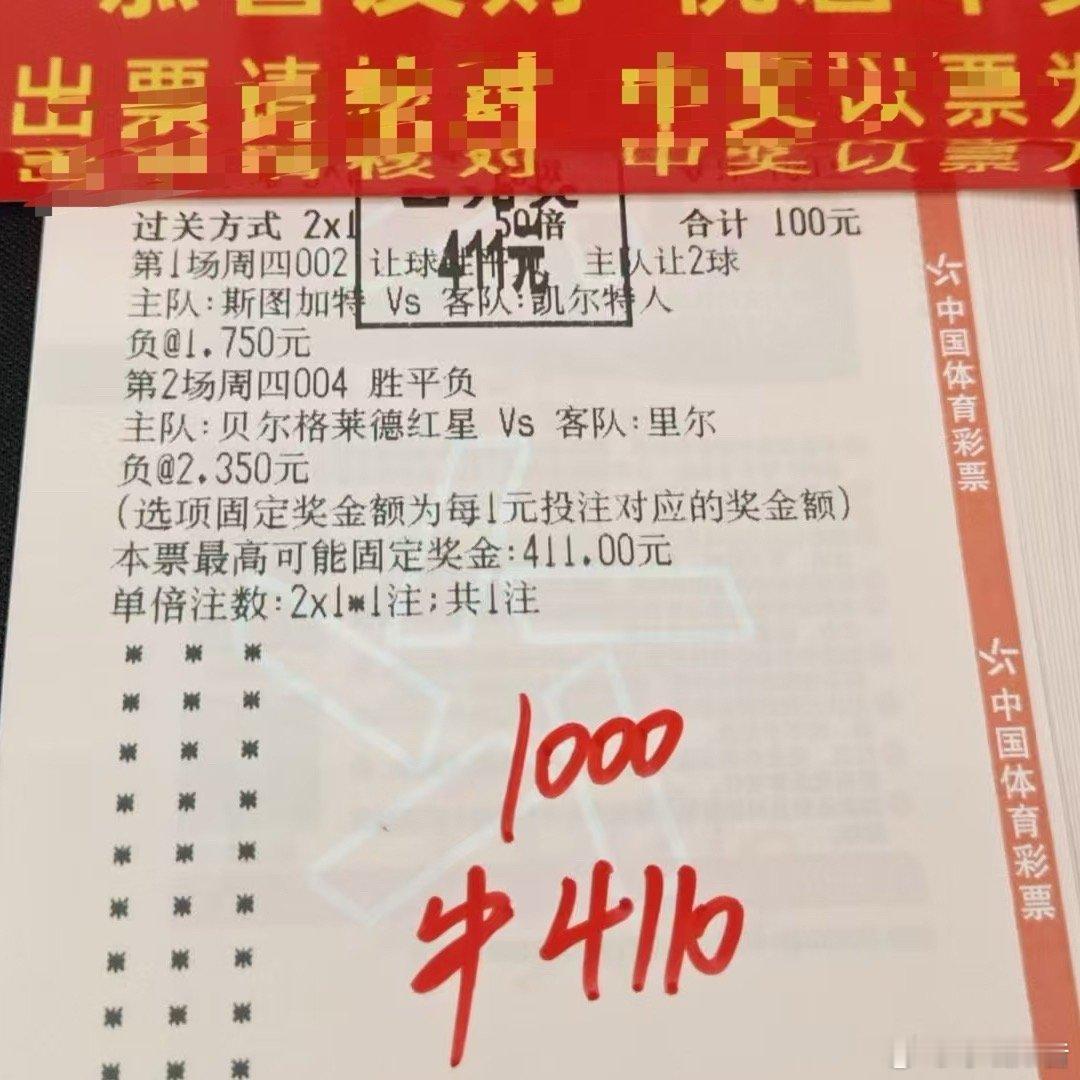 出票请核对 中奖以票为
核对 中奖以票
过关方式 2x1 50倍 合计 100元
411元
第1场周四002 让球胜平负 主队让2球
主队:斯图加特 Vs 客队:凯尔特人
负@1.750元
第2场周四004 胜平负
主队:贝尔格莱德红星 Vs 客队:里尔
负@2.350元
(选项固定奖金额为每1元投注对应的奖金额)
本票最高可能固定奖金:411.00元
单倍注数:2x1*1注;共1注
1000
中4110
中国体育彩票
中国体育彩票